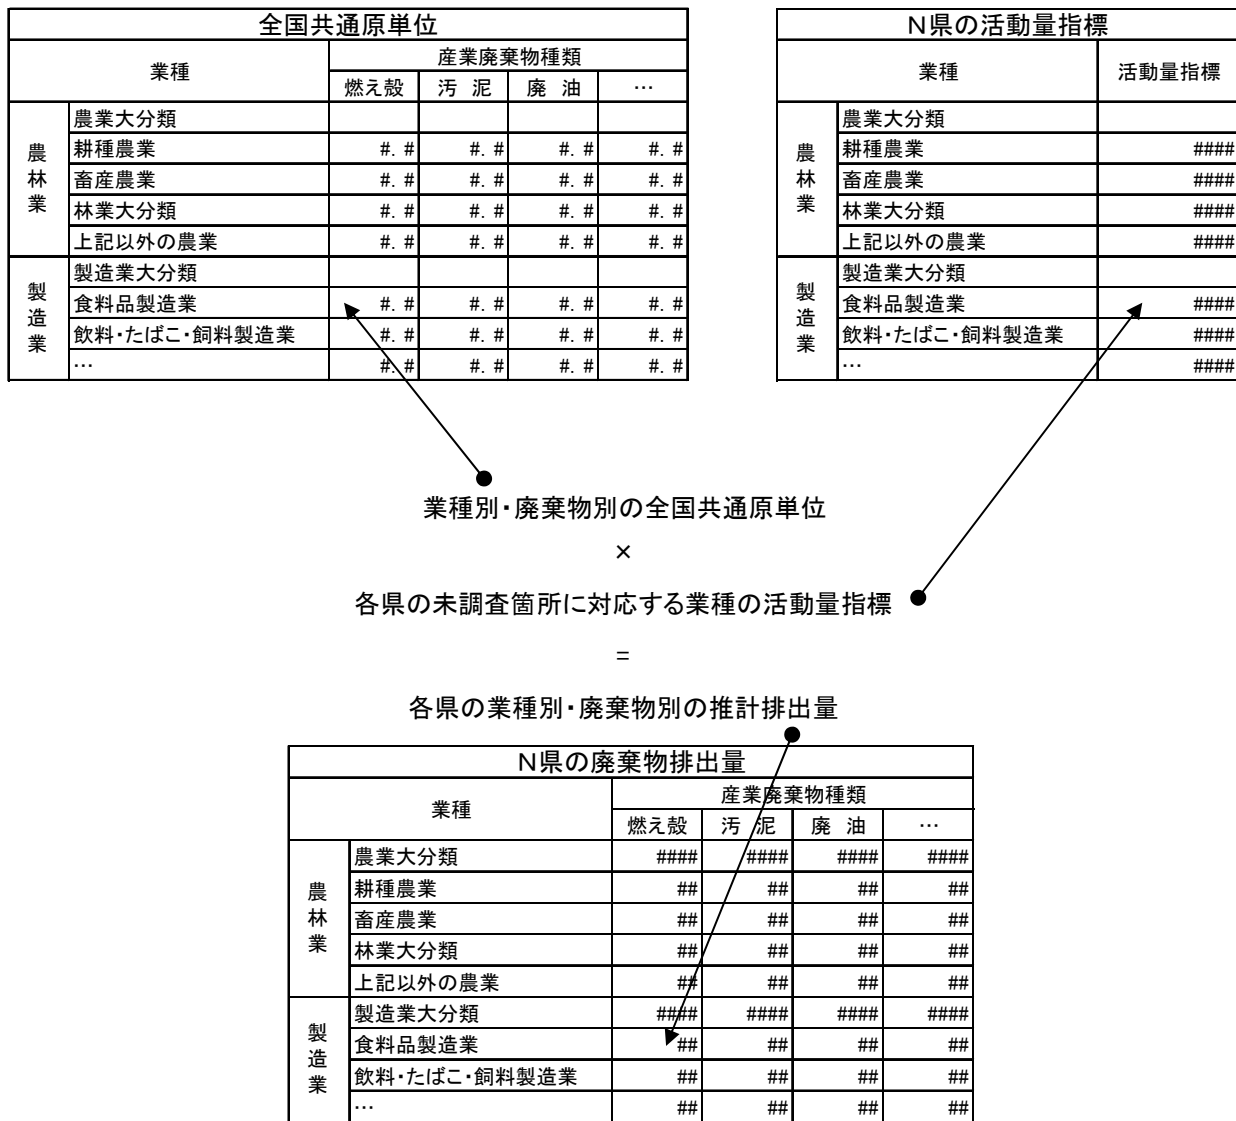 全国共通原単位
業種 産業廃棄物種類
燃え殻 汚 泥 廃 油 …
農林業
農業大分類
耕種農業 #. # #. # #. # #. #
畜産農業 #. # #. # #. # #. #
林業大分類 #. # #. # #. # #. #
上記以外の農業 #. # #. # #. # #. #
製造業
製造業大分類
食料品製造業 #. # #. # #. # #. #
飲料・たばこ・飼料製造業 #. # #. # #. # #. #
… #. # #. # #. # #. #
N県の活動量指標
業種 活動量指標
農林業
農業大分類
耕種農業 ####
畜産農業 ####
林業大分類 ####
上記以外の農業 ####
製造業
製造業大分類
食料品製造業 ####
飲料・たばこ・飼料製造業 ####
… ####
業種別・廃棄物別の全国共通原単位
×
各県の未調査箇所に対応する業種の活動量指標
=
各県の業種別・廃棄物別の推計排出量
N県の廃棄物排出量
業種 産業廃棄物種類
燃え殻 汚 泥 廃 油 …
農林業
農業大分類 #### #### #### ####
耕種農業 ## ## ## ##
畜産農業 ## ## ## ##
林業大分類 ## ## ## ##
上記以外の農業 ## ## ## ##
製造業
製造業大分類 #### #### #### ####
食料品製造業 ## ## ## ##
飲料・たばこ・飼料製造業 ## ## ## ##
… ## ## ## ##